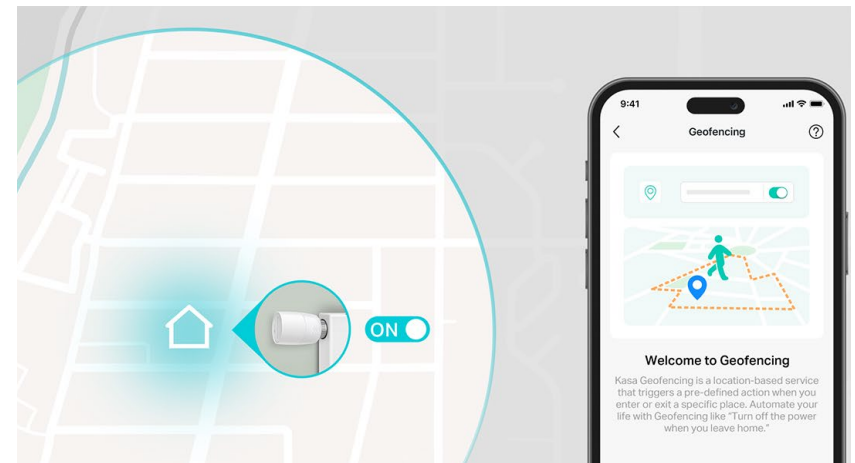 ON
9:41
Geofencing
Welcome to Geofencing
Kasa Geofencing is a location-based service
that triggers a pre-defined action when you
enter or exit a specific place. Automate your
life with Geofencing like "Turn off the power
when you leave home."